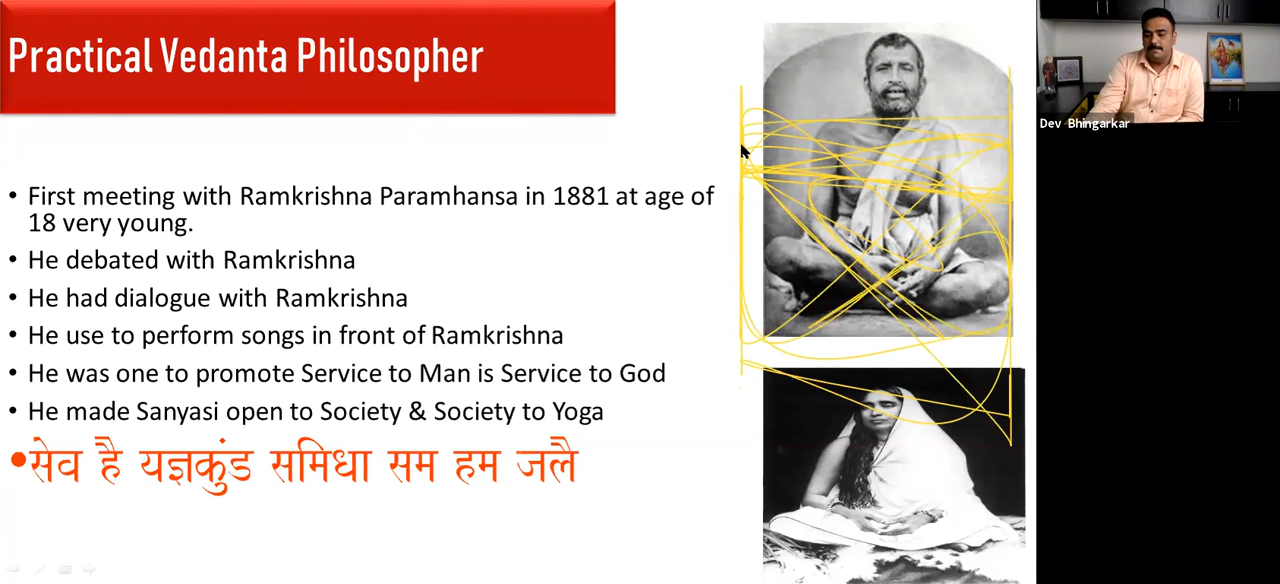 Practical Vedanta Philosopher
• First meeting with Ramkrishna Paramhansa in 1881 at age of
18 very young.
• He debated with Ramkrishna
• He had dialogue with Ramkrishna
• He use to perform songs in front of Ramkrishna
• He was one to promote Service to Man is Service to God
• He made Sanyasi open to Society & Society to Yoga
•सेव है यज्ञकुंड समिधा सम हम जलै
Dev Bhingarkar